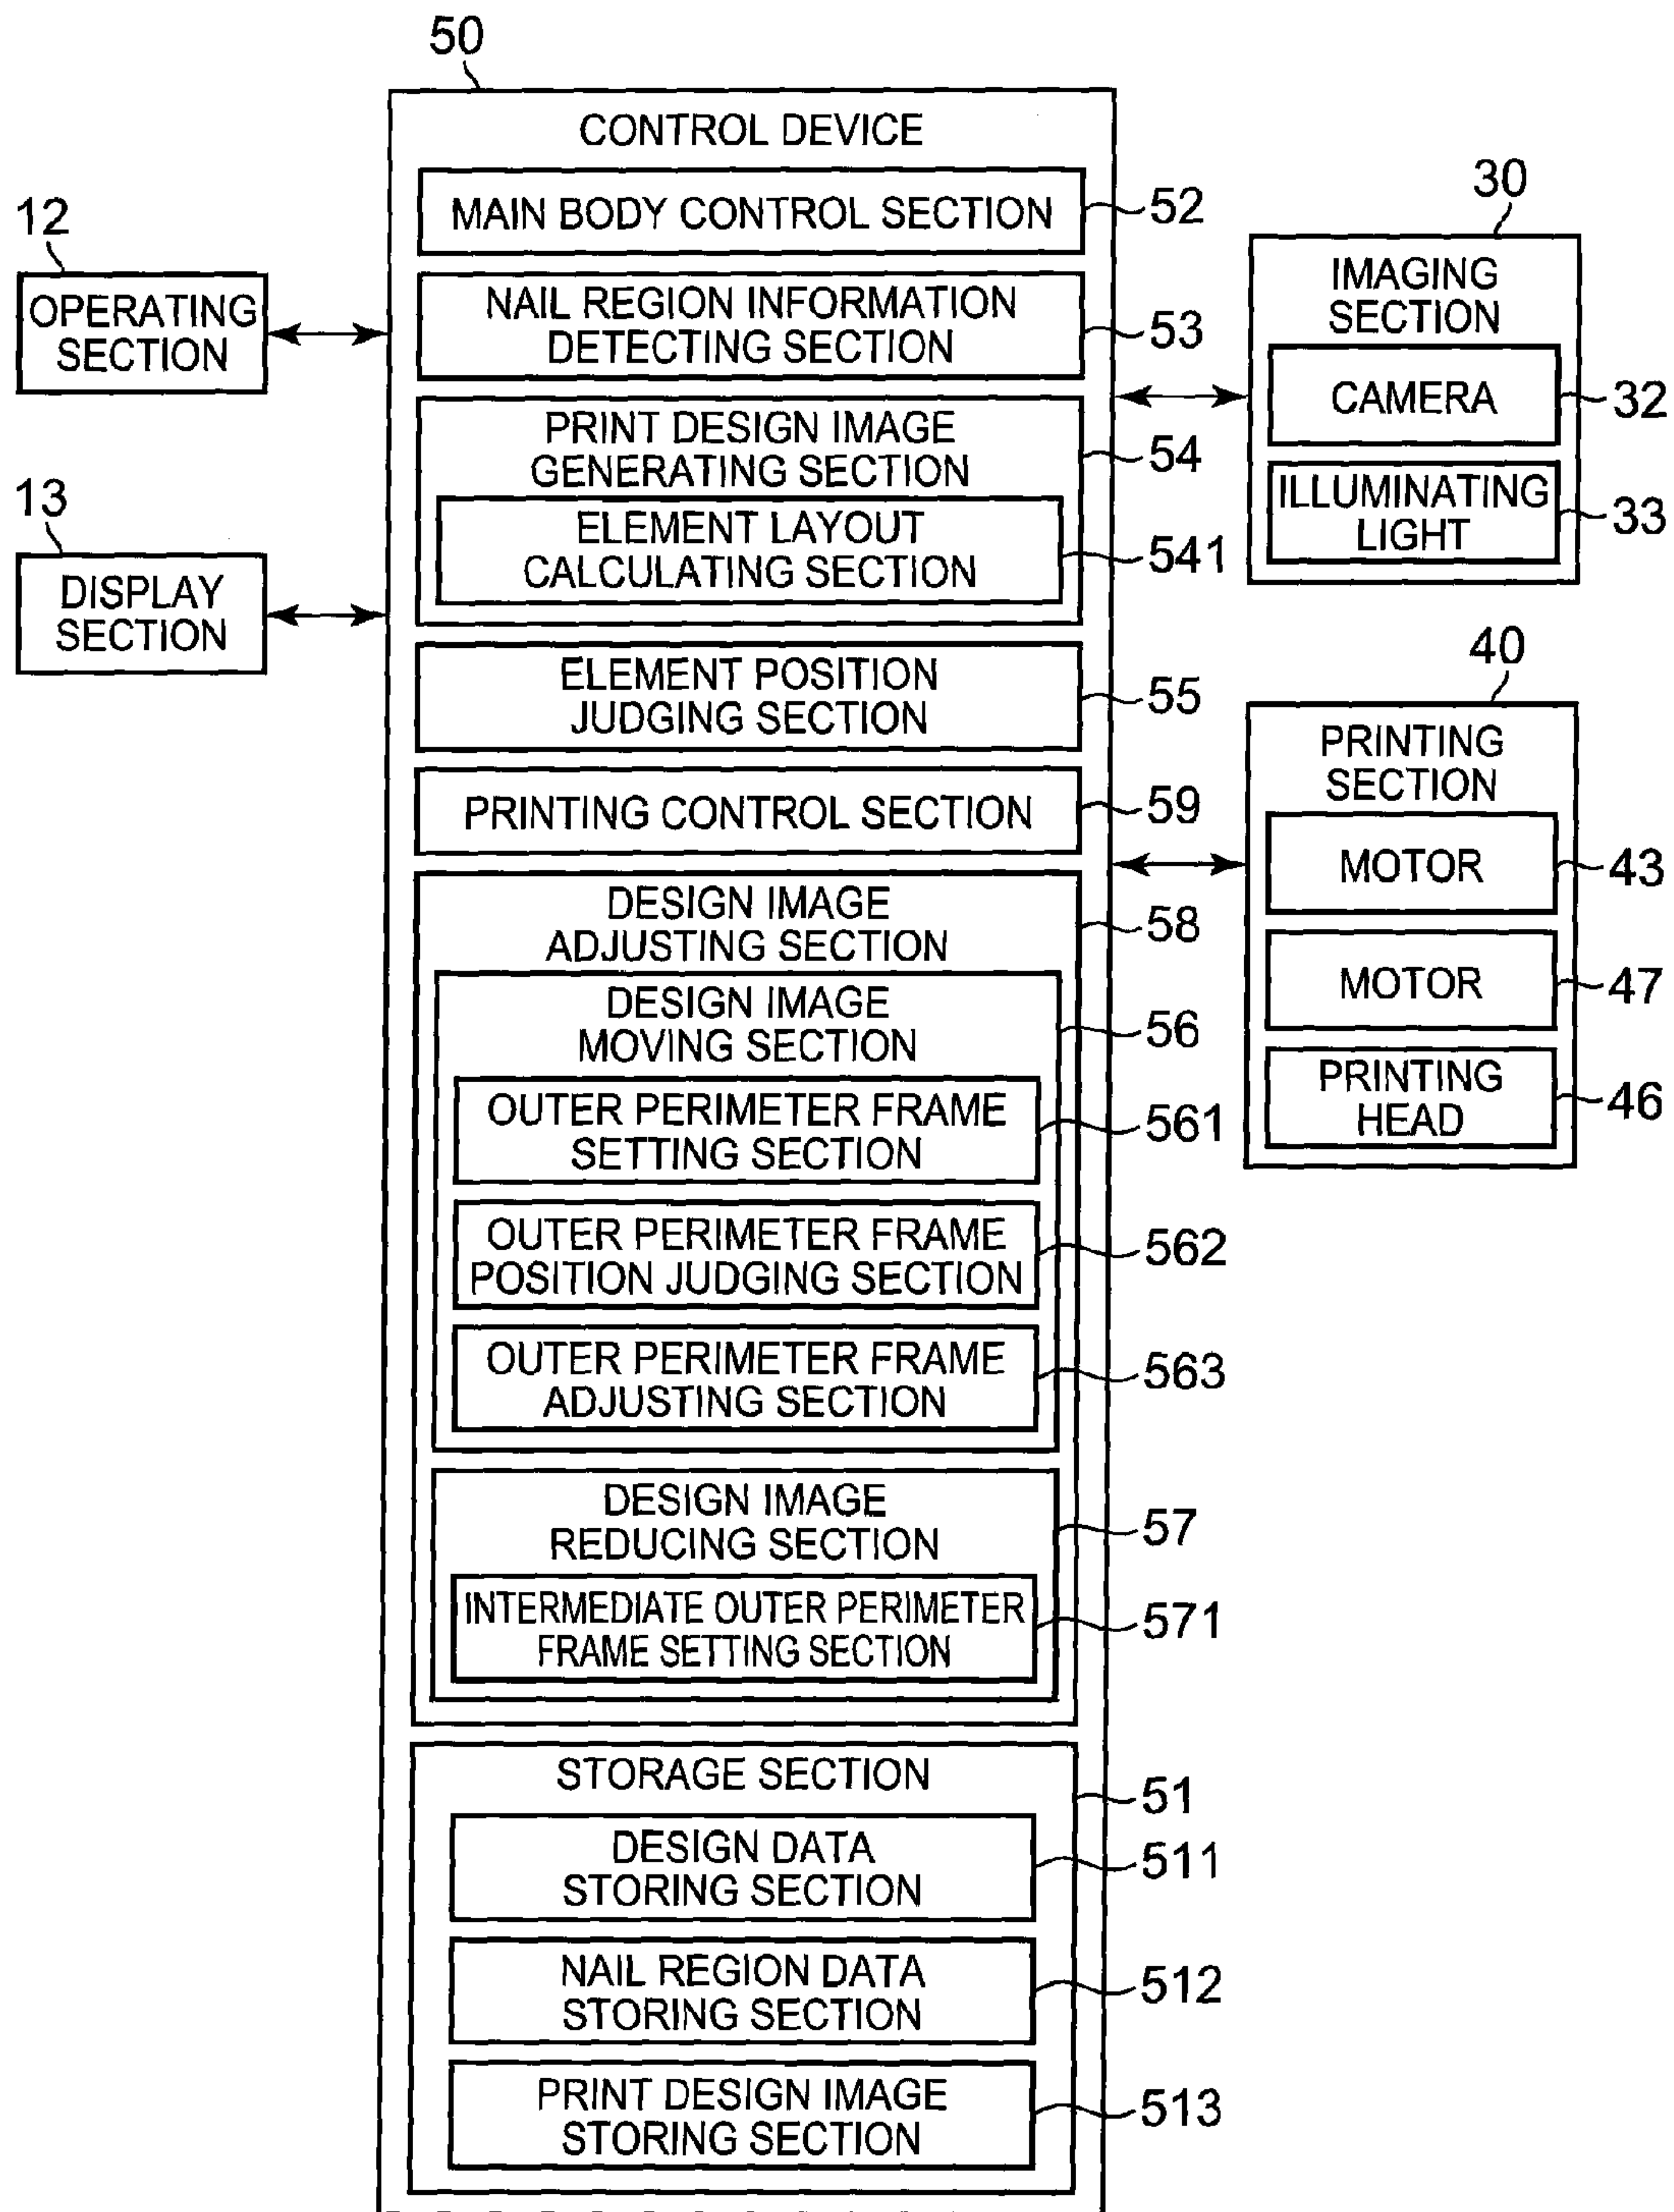 50
CONTROL DEVICE
MAIN BODY CONTROL SECTION
52
NAIL REGION INFORMATION
DETECTING SECTION
53
PRINT DESIGN IMAGE
GENERATING SECTION
54
ELEMENT LAYOUT
CALCULATING SECTION
541
ELEMENT POSITION
JUDGING SECTION
55
PRINTING CONTROL SECTION
59
DESIGN IMAGE
ADJUSTING SECTION
58
DESIGN IMAGE
MOVING SECTION
56
OUTER PERIMETER FRAME
SETTING SECTION
561
OUTER PERIMETER FRAME
POSITION JUDGING SECTION
562
OUTER PERIMETER FRAME
ADJUSTING SECTION
563
DESIGN IMAGE
REDUCING SECTION
57
INTERMEDIATE OUTER PERIMETER
FRAME SETTING SECTION
571
STORAGE SECTION
51
DESIGN DATA
STORING SECTION
511
NAIL REGION DATA
STORING SECTION
512
PRINT DESIGN IMAGE
STORING SECTION
513
12
OPERATING
SECTION
13
DISPLAY
SECTION
30
IMAGING
SECTION
CAMERA
32
ILLUMINATING
LIGHT
33
40
PRINTING
SECTION
MOTOR
43
MOTOR
47
PRINTING
HEAD
46